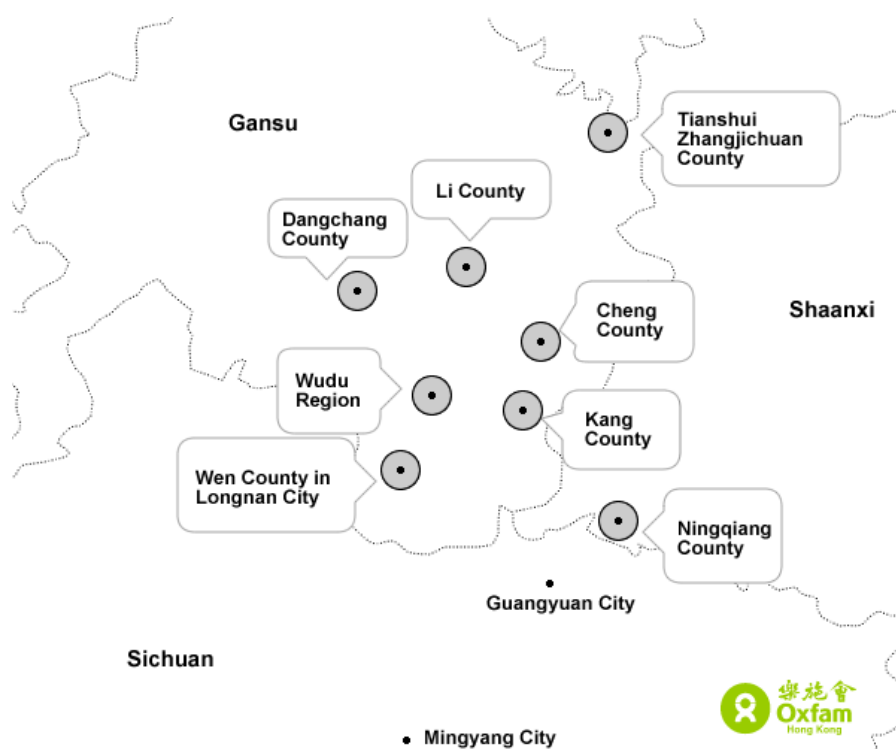 Gansu
Tianshui
Zhangjichuan
County
Li County
Dangchang
County
Cheng
County
Shaanxi
Wudu
Region
Kang
County
Wen County in
Longnan City
Ningqiang
County
Guangyuan City
Sichuan
樂施會
Oxfam
Hong Kong
Mingyang City